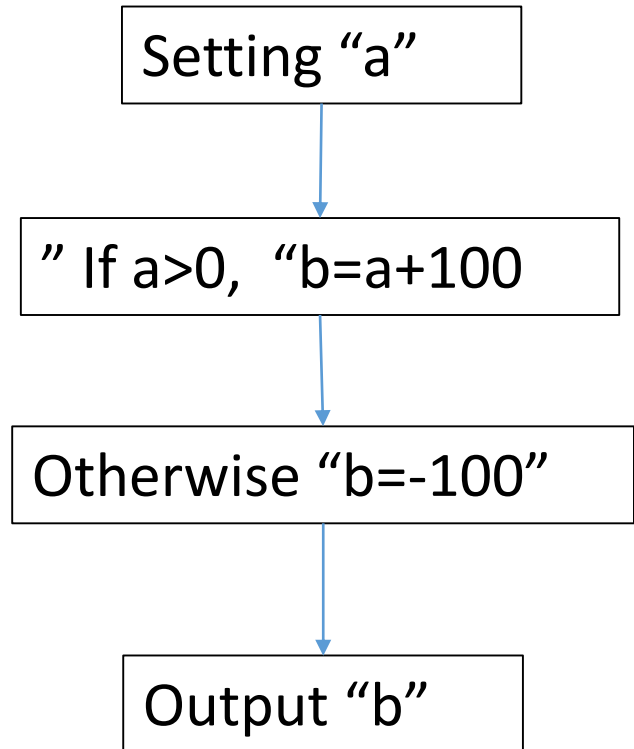 Setting “a”
” If a>0, “b=a+100
Otherwise “b=-100”
Output “b”